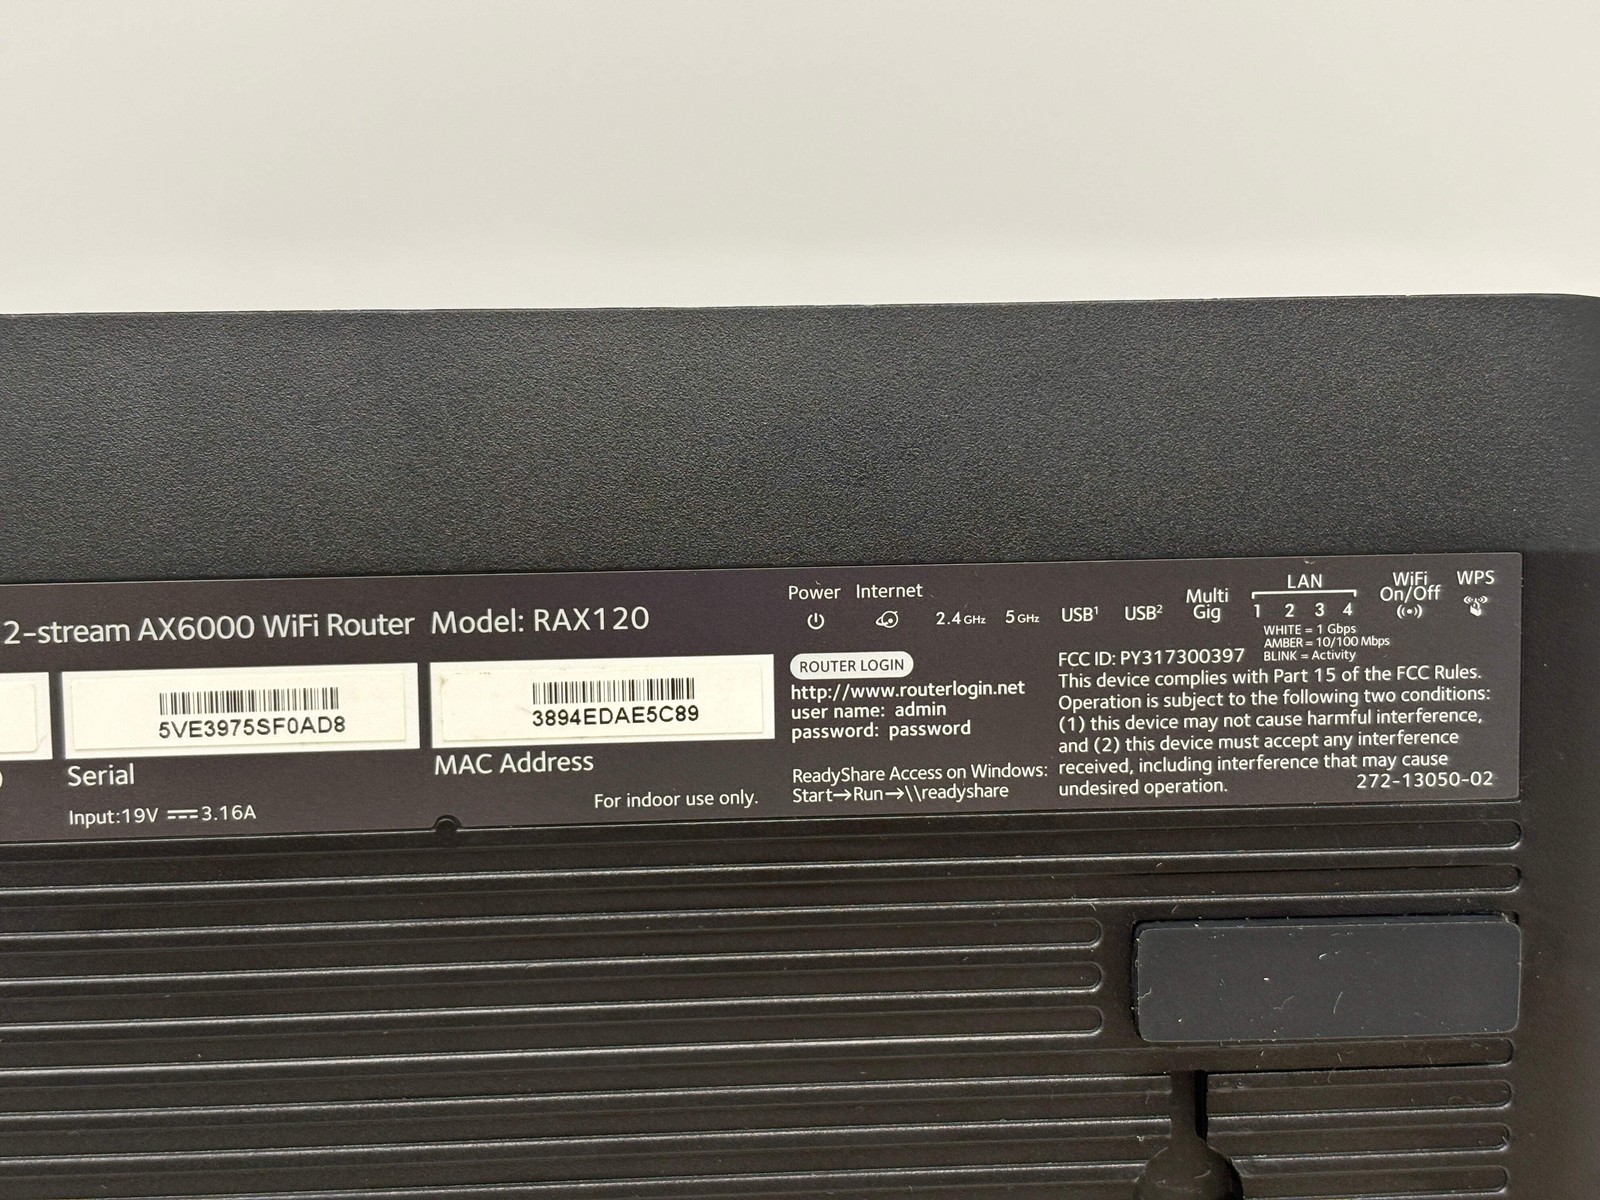 2-stream AX6000 WiFi Router Model: RAX120
5VE3975SF0AD8
Serial
Input:19V ⎓ 3.16A
3894EDAE5C89
MAC Address
For indoor use only.
Power Internet
2.4GHz 5GHz USB¹ USB²
Multi
Gig
LAN
1 2 3 4
WHITE = 1 Gbps
AMBER = 10/100 Mbps
BLINK = Activity
WiFi
On/Off
WPS
ROUTER LOGIN
http://www.routerlogin.net
user name: admin
password: password
ReadyShare Access on Windows:
Start→Run→\\readyshare
FCC ID: PY317300397
This device complies with Part 15 of the FCC Rules.
Operation is subject to the following two conditions:
(1) this device may not cause harmful interference,
and (2) this device must accept any interference
received, including interference that may cause
undesired operation.
272-13050-02